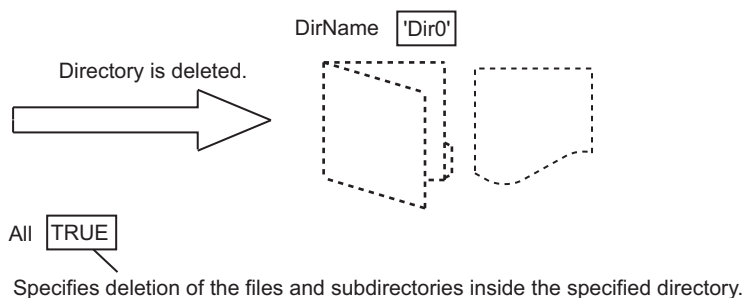 DirName 'Dir0'
Directory is deleted.
All TRUE
Specifies deletion of the files and subdirectories inside the specified directory.